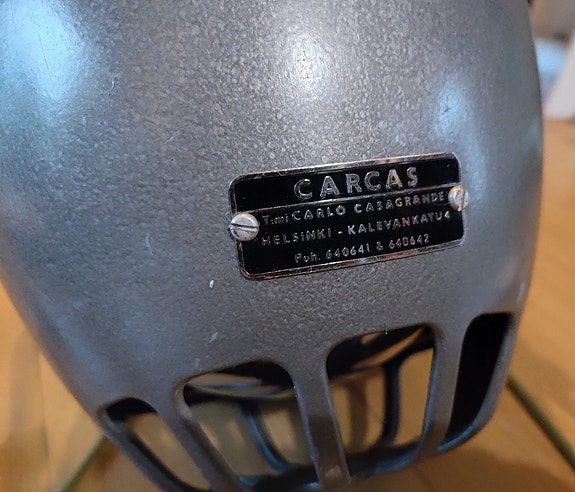 CARCAS
T:mi CARLO CASAGRANDE
HELSINKI - KALEVANKATU 4
Puh. 640641 & 640642